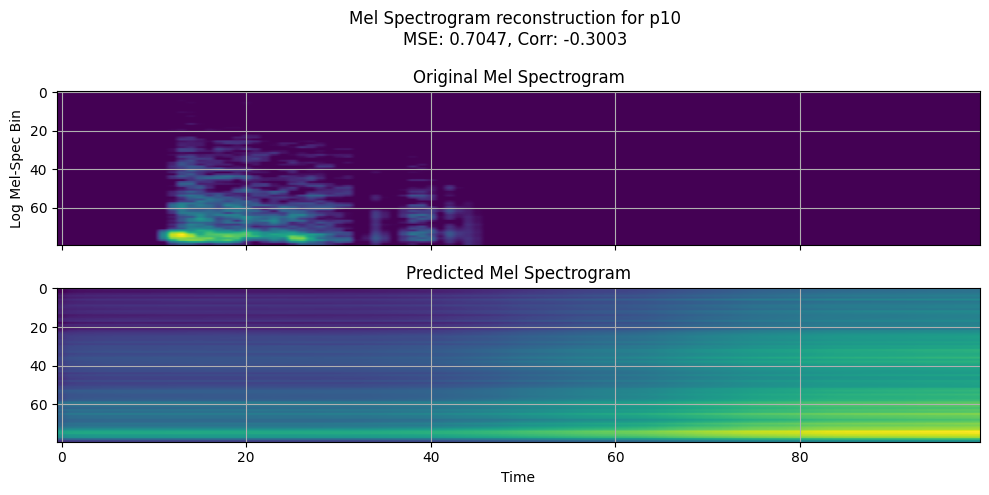 Mel Spectrogram reconstruction for p10
MSE: 0.7047, Corr: -0.3003
Original Mel Spectrogram
Log Mel-Spec Bin
0
20
40
60
Predicted Mel Spectrogram
0
20
40
60
0 20 40 60 80
Time